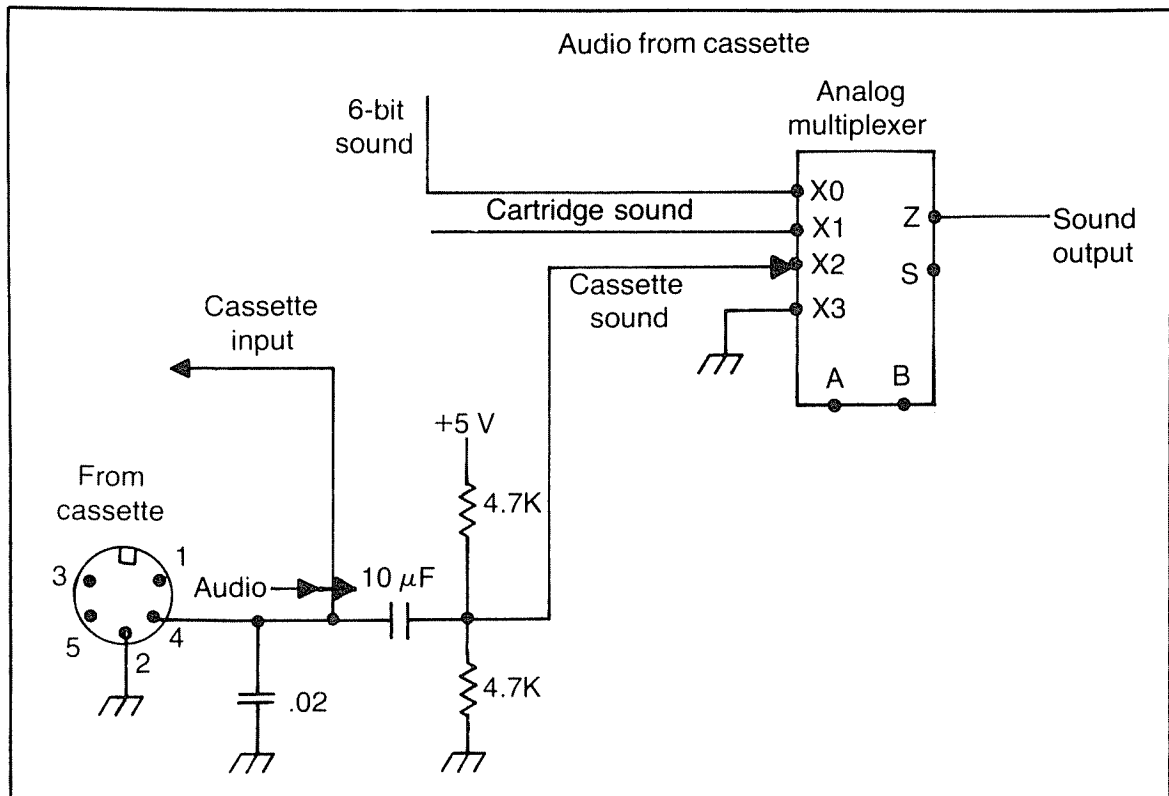 Audio from cassette
6-bit
sound
Analog
multiplexer
X0
Cartridge sound
X1
Z
Sound
output
X2
S
Cassette
sound
X3
Cassette
input
A
B
+5 V
From
cassette
4.7K
1
3
Audio
10 μF
5
4
2
4.7K
.02